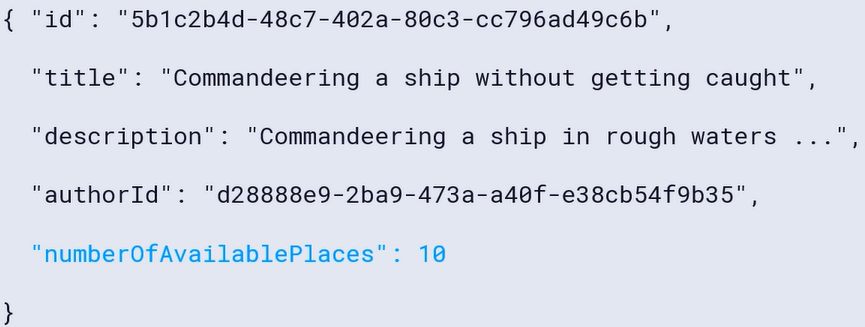 { "id": "5b1c2b4d-48c7-402a-80c3-cc796ad49c6b",
"title": "Commandeering a ship without getting caught",
"description": "Commandeering a ship in rough waters ...",
"authorId": "d28888e9-2ba9-473a-a40f-e38cb54f9b35",
"numberOfAvailablePlaces": 10
}